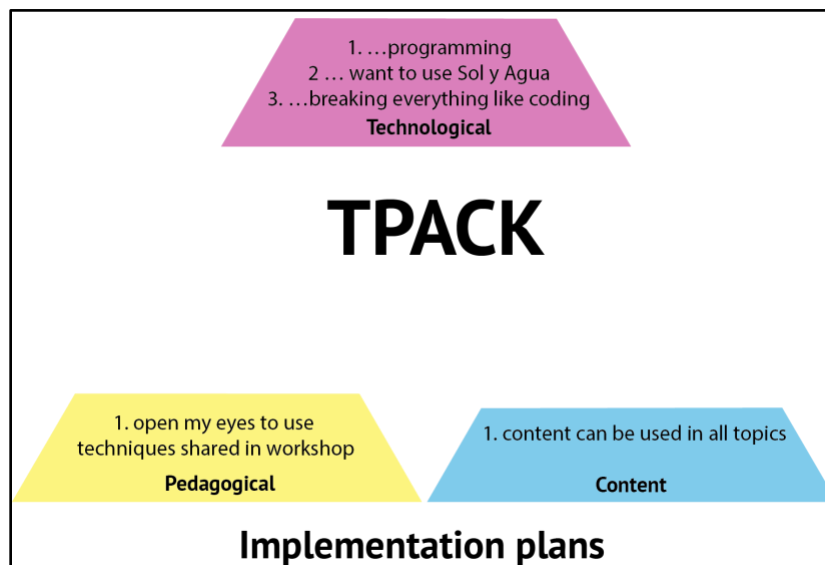 1. …programming
2 … want to use Sol y Agua
3. …breaking everything like coding
Technological
TPACK
1. open my eyes to use
techniques shared in workshop
Pedagogical
1. content can be used in all topics
Content
Implementation plans